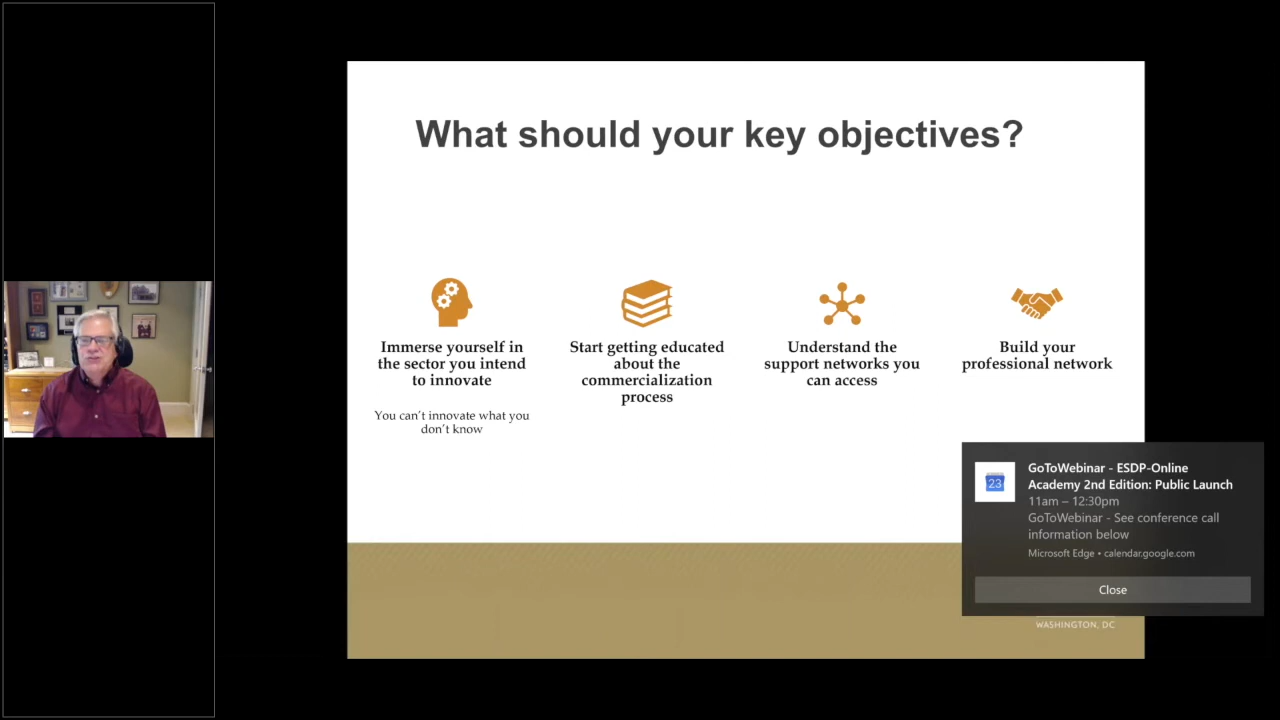 What should your key objectives?
Immerse yourself in
the sector you intend
to innovate
You can't innovate what you
don't know
Start getting educated
about the
commercialization
process
Understand the
support networks you
can access
Build your
professional network
23
GoToWebinar - ESDP-Online
Academy 2nd Edition: Public Launch
11am – 12:30pm
GoToWebinar - See conference call
information below
Microsoft Edge • calendar.google.com
Close
WASHINGTON, DC